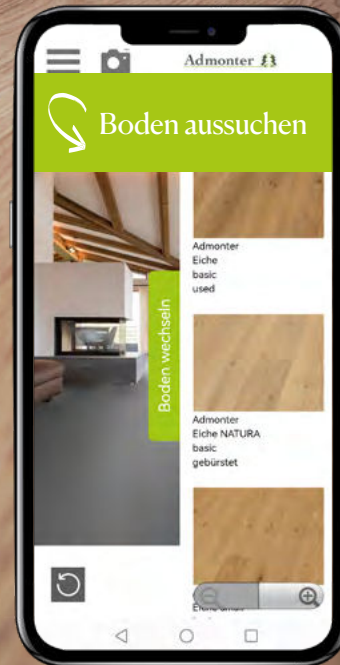 Admonter
Boden aussuchen
Boden wechseln
Admonter
Eiche
basic
used
Admonter
Eiche NATURA
basic
gebürstet